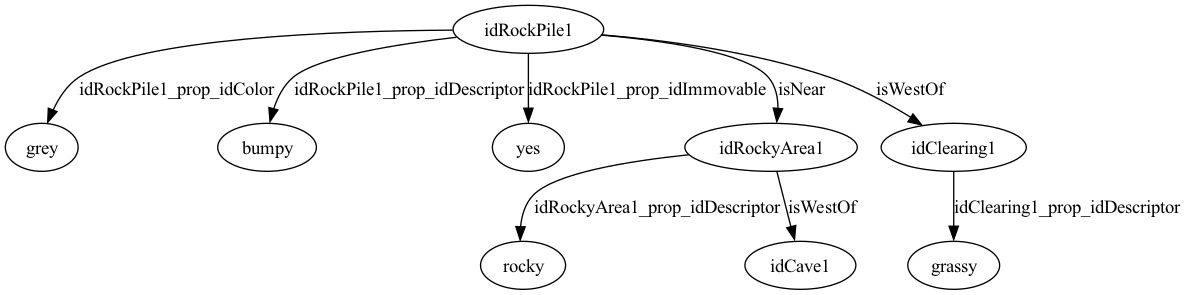 idRockPile1
idRockPile1_prop_idColor idRockPile1_prop_idDescriptor idRockPile1_prop_idImmovable isNear isWestOf
grey bumpy yes idRockyArea1 idClearing1
idRockyArea1_prop_idDescriptor isWestOf idClearing1_prop_idDescriptor
rocky idCave1 grassy